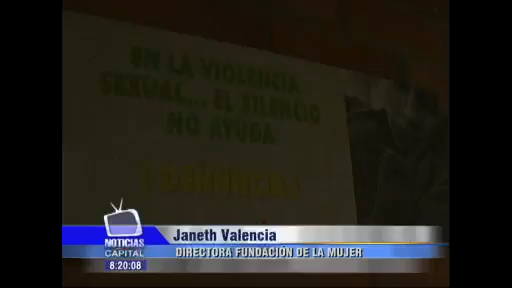 EN LA VIOLENCIA
SEXUAL... EL SILENCIO
NO AYUDA
¡DENUNCIA!
Janeth Valencia
DIRECTORA FUNDACIÓN DE LA MUJER
NOTICIAS
CAPITAL
8:20:08